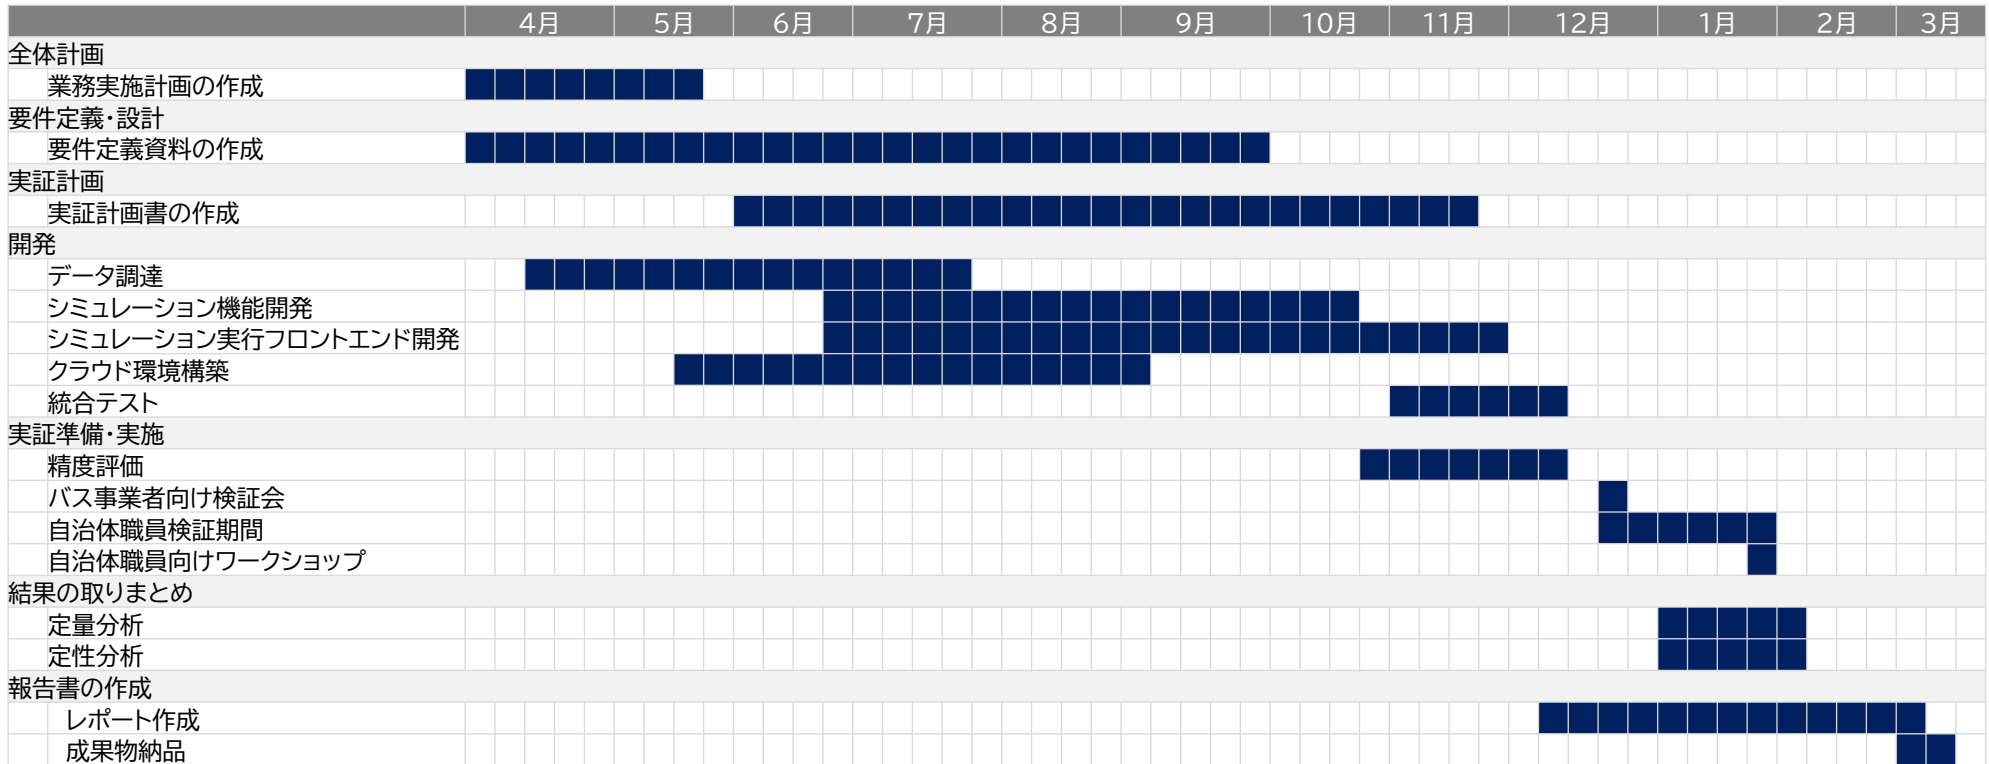 4月 5月 6月 7月 8月 9月 10月 11月 12月 1月 2月 3月
全体計画
業務実施計画の作成
要件定義・設計
要件定義資料の作成
実証計画
実証計画書の作成
開発
データ調達
シミュレーション機能開発
シミュレーション実行フロントエンド開発
クラウド環境構築
統合テスト
実証準備・実施
精度評価
バス事業者向け検証会
自治体職員検証期間
自治体職員向けワークショップ
結果の取りまとめ
定量分析
定性分析
報告書の作成
レポート作成
成果物納品